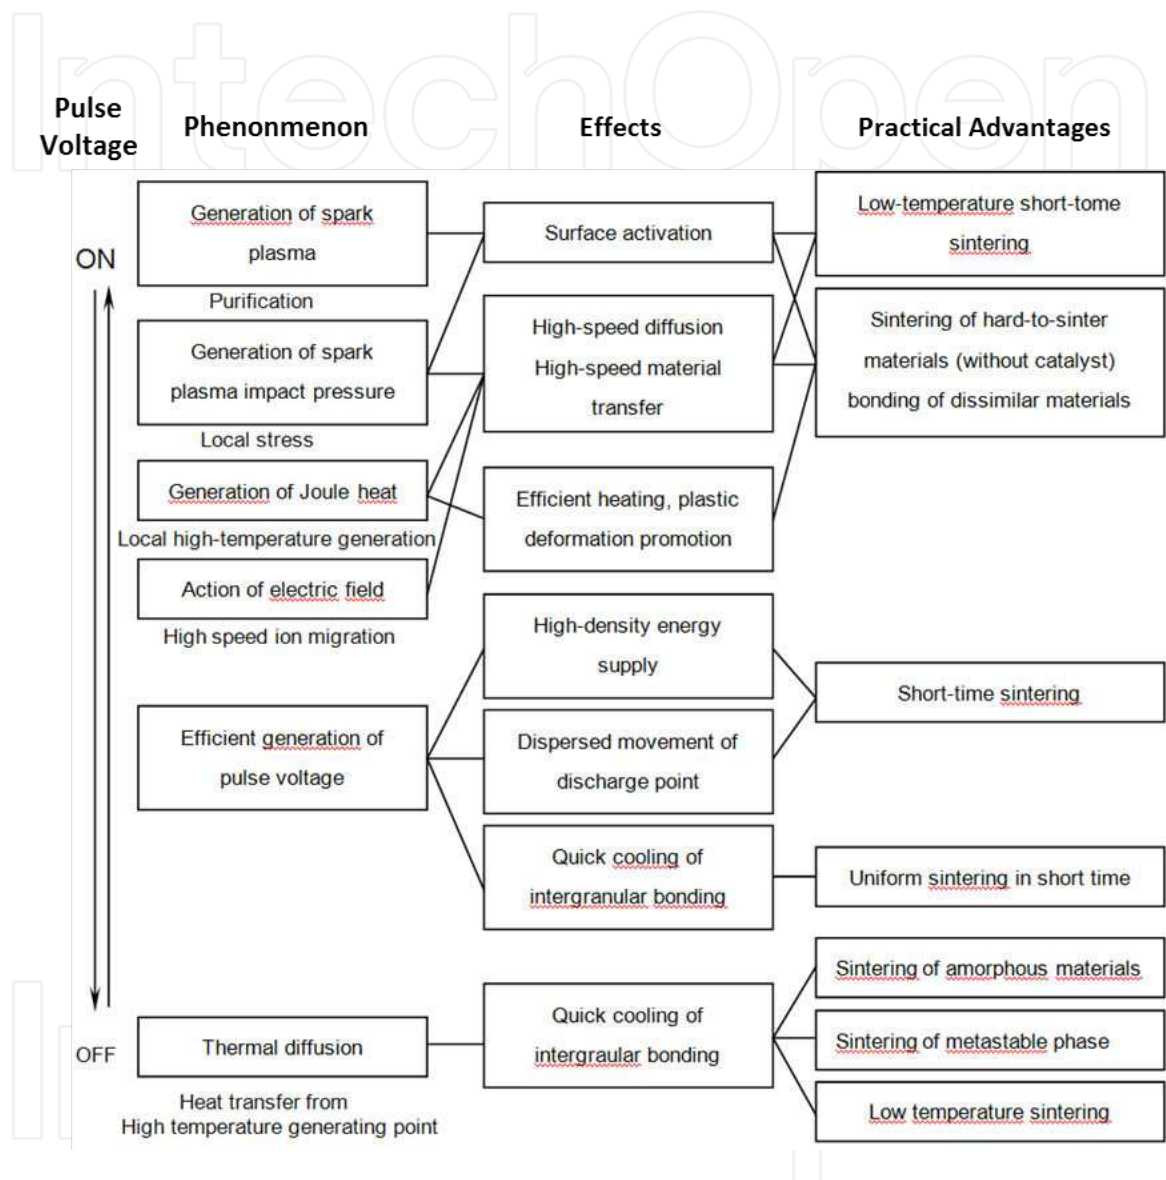 IntechOpen
Pulse
Voltage
Phenonmenon
Effects
Practical Advantages
ON
Generation of spark
plasma
Purification
Generation of spark
plasma impact pressure
Local stress
Generation of Joule heat
Local high-temperature generation
Action of electric field
High speed ion migration
Efficient generation of
pulse voltage
OFF
Thermal diffusion
Heat transfer from
High temperature generating point
Surface activation
High-speed diffusion
High-speed material
transfer
Efficient heating, plastic
deformation promotion
High-density energy
supply
Dispersed movement of
discharge point
Quick cooling of
intergranular bonding
Quick cooling of
intergraular bonding
Low-temperature short-tome
sintering
Sintering of hard-to-sinter
materials (without catalyst)
bonding of dissimilar materials
Short-time sintering
Uniform sintering in short time
Sintering of amorphous materials
Sintering of metastable phase
Low temperature sintering